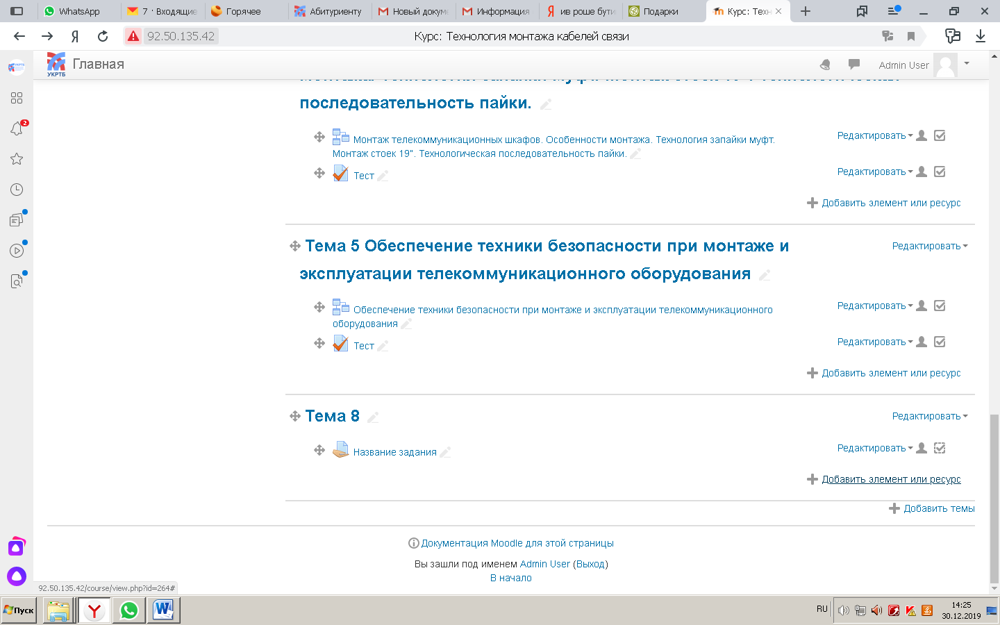 WhatsApp
7 · Входящие
Горячее
Абитуриенту
Новый докум
Информация
ив роше бути
Подарки
Курс: Техн
92.50.135.42
Курс: Технология монтажа кабелей связи
УКРТБ
Главная
Admin User
последовательность пайки.
Монтаж телекоммуникационных шкафов. Особенности монтажа. Технология запайки муфт.
Монтаж стоек 19”. Технологическая последовательность пайки.
Редактировать
Тест
Редактировать
Добавить элемент или ресурс
Тема 5 Обеспечение техники безопасности при монтаже и
эксплуатации телекоммуникационного оборудования
Редактировать
Обеспечение техники безопасности при монтаже и эксплуатации телекоммуникационного
оборудования
Редактировать
Тест
Редактировать
Добавить элемент или ресурс
Тема 8
Редактировать
Название задания
Редактировать
Добавить элемент или ресурс
Добавить темы
Документация Moodle для этой страницы
Вы зашли под именем Admin User (Выход)
В начало
92.50.135.42/course/view.php?id=264#
Пуск
RU
14:25
30.12.2019
2